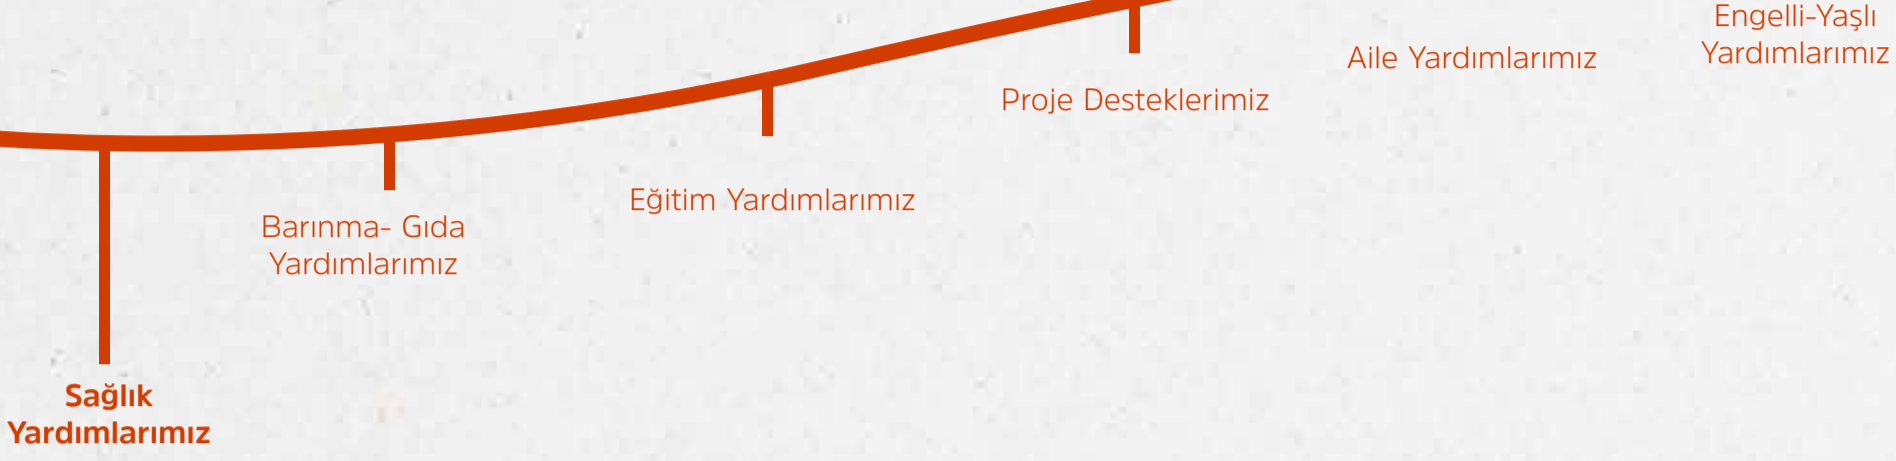 Sağlık
Yardımlarımız
Barınma- Gıda
Yardımlarımız
Eğitim Yardımlarımız
Proje Desteklerimiz
Aile Yardımlarımız
Engelli-Yaşlı
Yardımlarımız